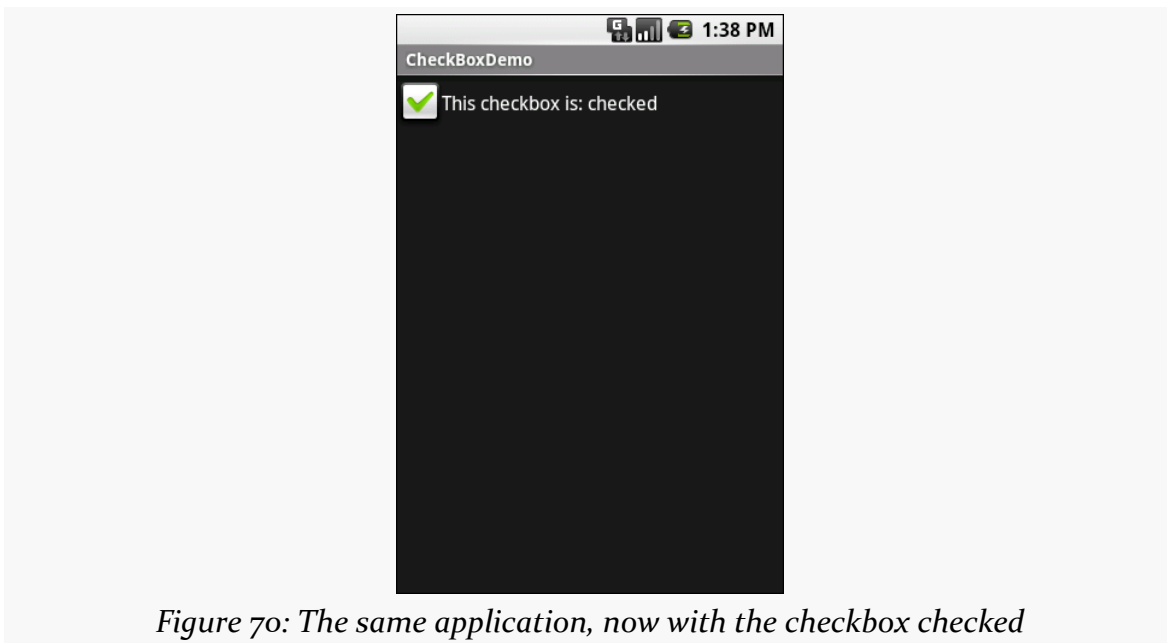 G
1:38 PM
CheckBoxDemo
This checkbox is: checked
Figure 70: The same application, now with the checkbox checked